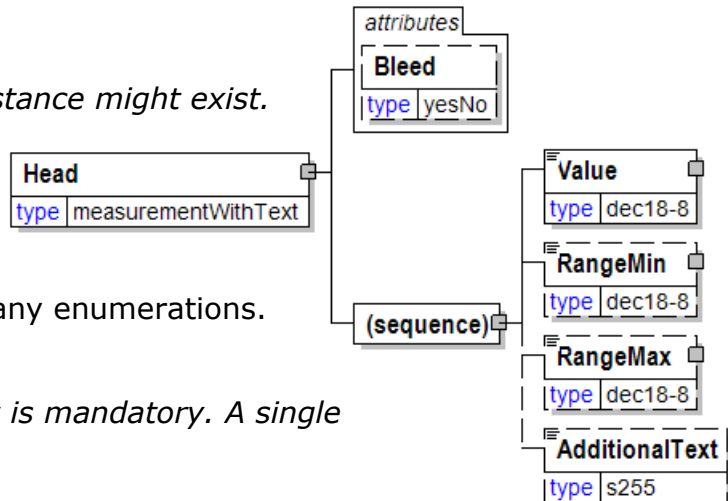 attributes
Bleed
type yesNo
stance might exist.
Head
type measurementWithText
Value
type dec18-8
RangeMin
type dec18-8
any enumerations.
(sequence)
RangeMax
type dec18-8
is mandatory. A single
AdditionalText
type s255